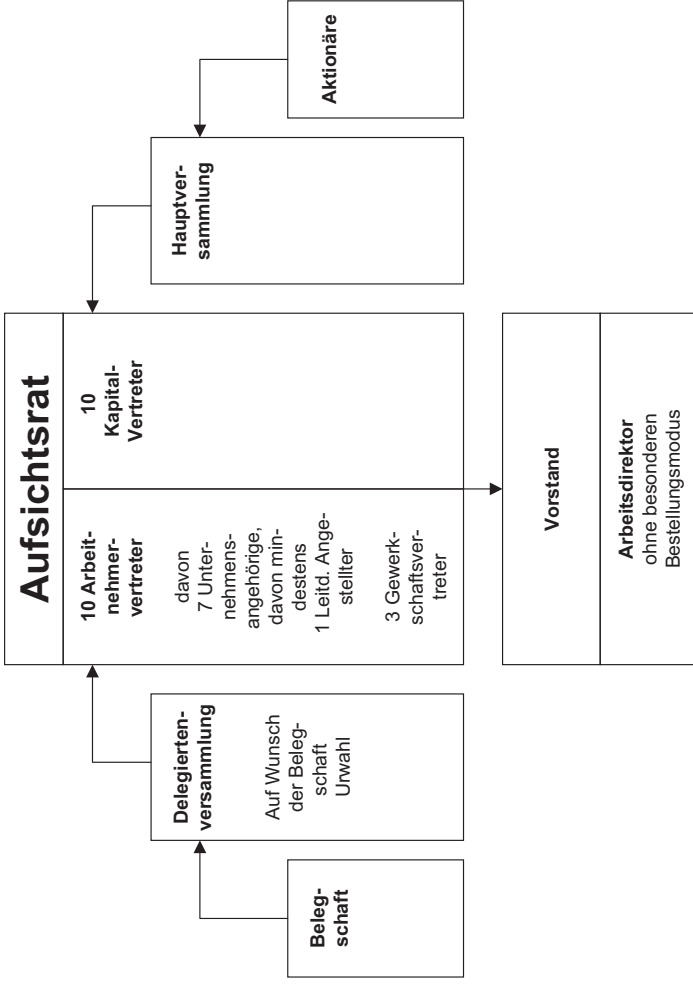 Aufsichtsrat
10 Arbeit-
nehmer-
vertreter
davon
7 Unter-
nehmens-
angehörige,
davon min-
destens
1 Leitd. Ange-
stellter
3 Gewerk-
schaftsver-
treter
10
Kapital-
Vertreter
Delegierten-
versammlung
Auf Wunsch
der Beleg-
schaft
Urwahl
Beleg-
schaft
Hauptver-
sammlung
Aktionäre
Vorstand
Arbeitsdirektor
ohne besonderen
Bestellungsmodus